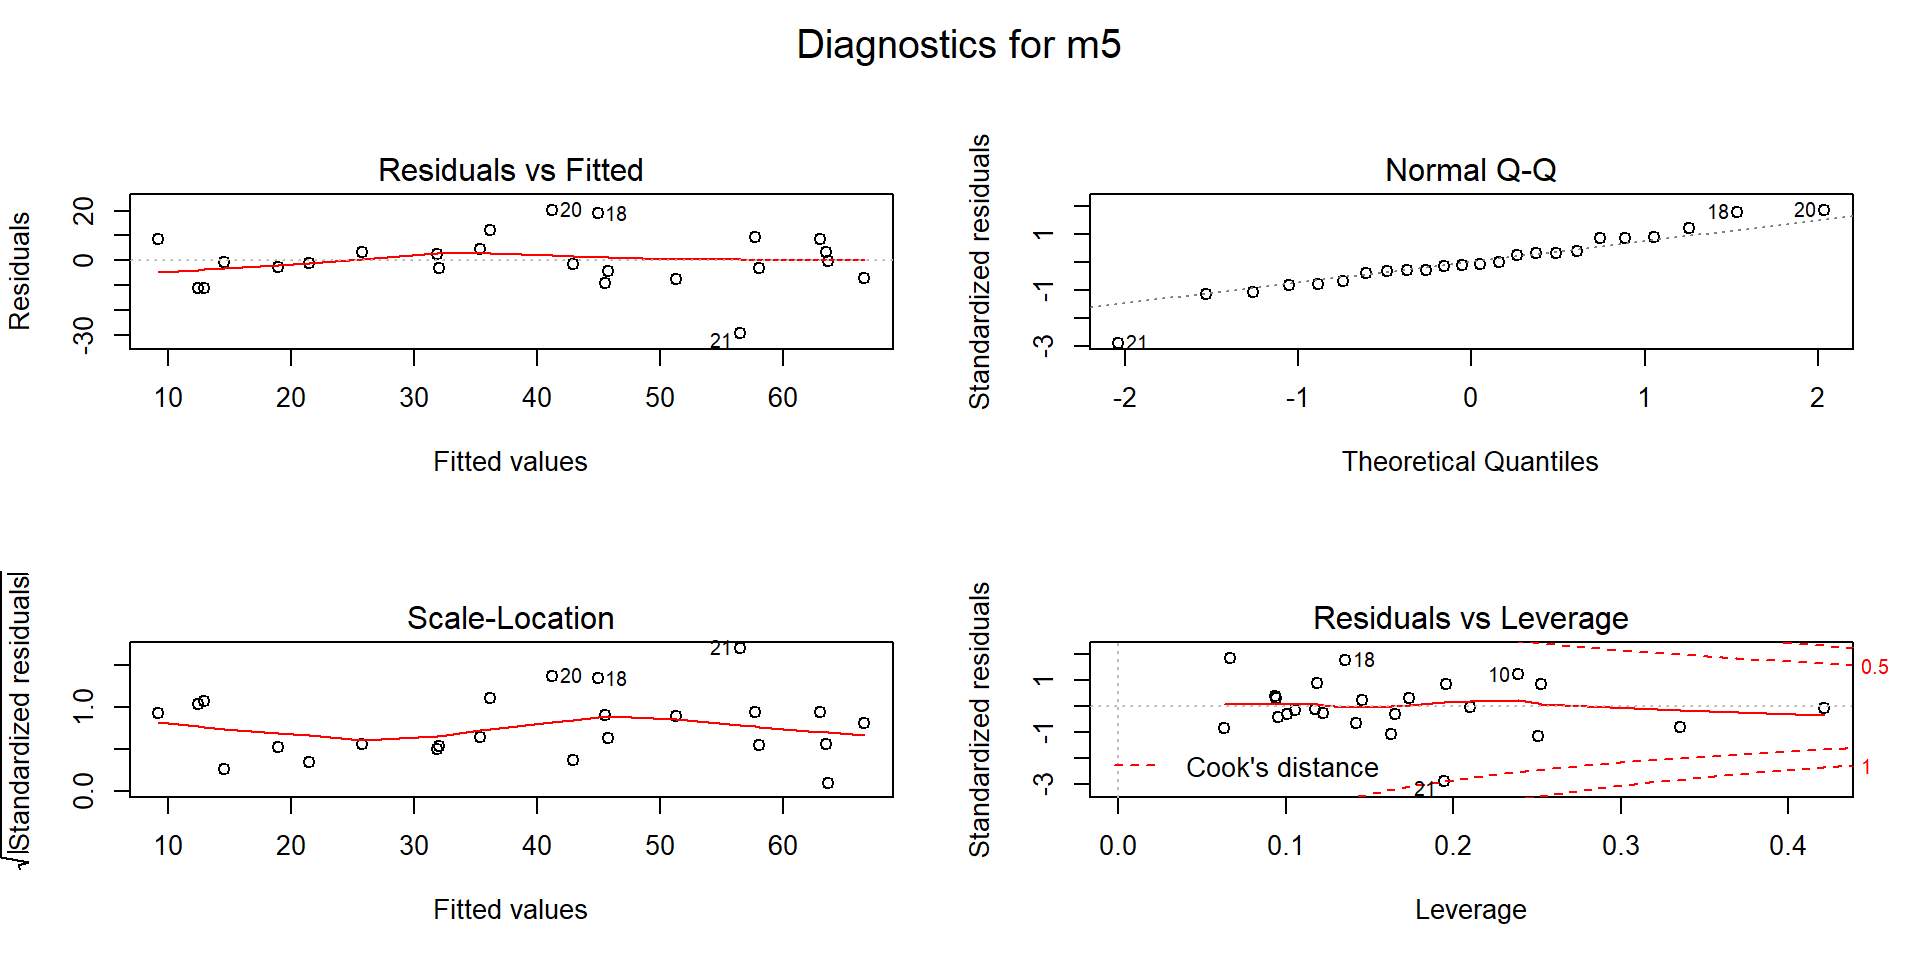 Diagnostics for m5
Residuals vs Fitted
Residuals
20
0
-30
20
18
21
10 20 30 40 50 60
Fitted values
Normal Q-Q
Standardized residuals
1
-1
-3
18
20
21
-2 -1 0 1 2
Theoretical Quantiles
Scale-Location
√|Standardized residuals|
1.0
0.0
21
20
18
10 20 30 40 50 60
Fitted values
Residuals vs Leverage
Standardized residuals
1
-1
-3
18
10
21
0.5
1
Cook's distance
0.0 0.1 0.2 0.3 0.4
Leverage